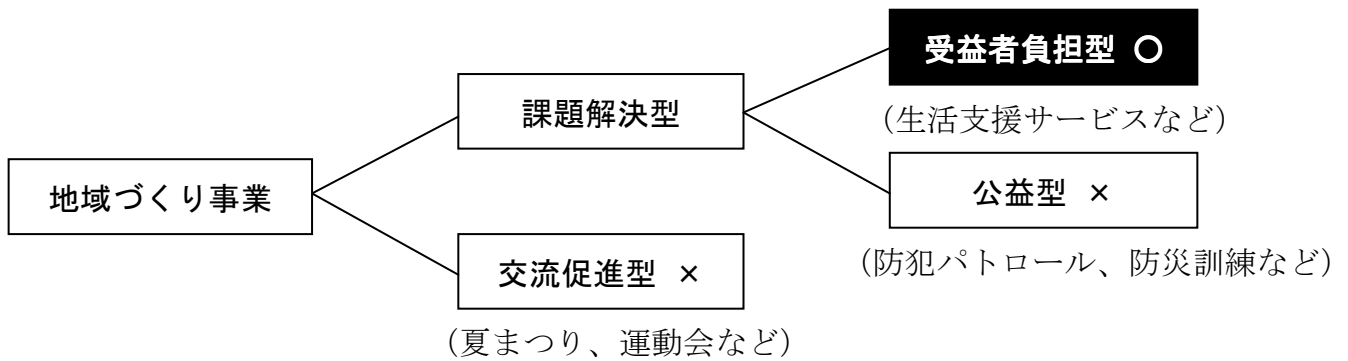 受益者負担型 ○
課題解決型
(生活支援サービスなど)
地域づくり事業
公益型 ×
交流促進型 ×
(防犯パトロール、防災訓練など)
(夏まつり、運動会など)